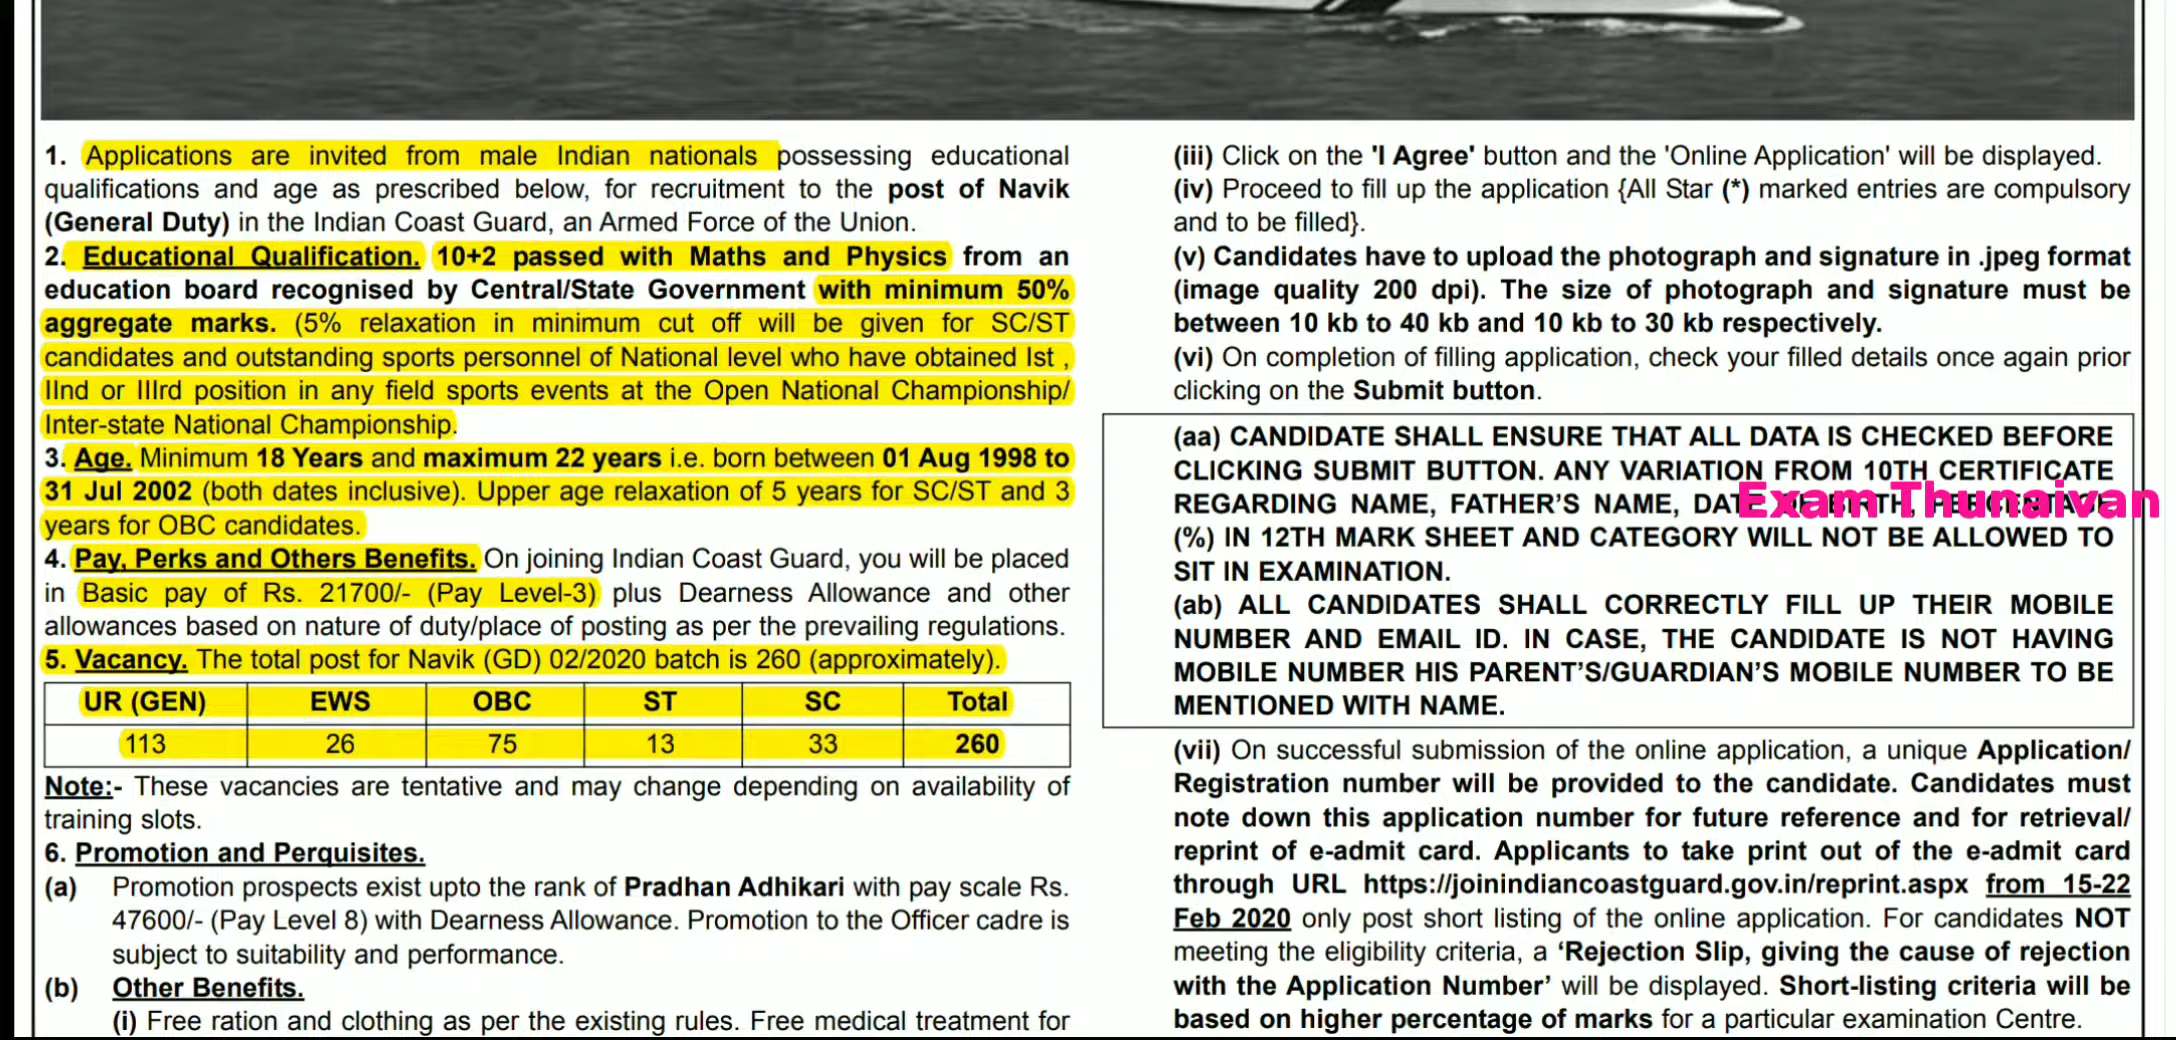 1. Applications are invited from male Indian nationals possessing educational
qualifications and age as prescribed below, for recruitment to the post of Navik
(General Duty) in the Indian Coast Guard, an Armed Force of the Union.
2. Educational Qualification. 10+2 passed with Maths and Physics from an
education board recognised by Central/State Government with minimum 50%
aggregate marks. (5% relaxation in minimum cut off will be given for SC/ST
candidates and outstanding sports personnel of National level who have obtained Ist ,
IInd or IIIrd position in any field sports events at the Open National Championship/
Inter-state National Championship.
3. Age. Minimum 18 Years and maximum 22 years i.e. born between 01 Aug 1998 to
31 Jul 2002 (both dates inclusive). Upper age relaxation of 5 years for SC/ST and 3
years for OBC candidates.
4. Pay, Perks and Others Benefits. On joining Indian Coast Guard, you will be placed
in Basic pay of Rs. 21700/- (Pay Level-3) plus Dearness Allowance and other
allowances based on nature of duty/place of posting as per the prevailing regulations.
5. Vacancy. The total post for Navik (GD) 02/2020 batch is 260 (approximately).
UR (GEN) EWS OBC ST SC Total
113 26 75 13 33 260
Note:- These vacancies are tentative and may change depending on availability of
training slots.
6. Promotion and Perquisites.
(a) Promotion prospects exist upto the rank of Pradhan Adhikari with pay scale Rs.
47600/- (Pay Level 8) with Dearness Allowance. Promotion to the Officer cadre is
subject to suitability and performance.
(b) Other Benefits.
(i) Free ration and clothing as per the existing rules. Free medical treatment for
(iii) Click on the 'I Agree' button and the 'Online Application' will be displayed.
(iv) Proceed to fill up the application {All Star (*) marked entries are compulsory
and to be filled}.
(v) Candidates have to upload the photograph and signature in .jpeg format
(image quality 200 dpi). The size of photograph and signature must be
between 10 kb to 40 kb and 10 kb to 30 kb respectively.
(vi) On completion of filling application, check your filled details once again prior
clicking on the Submit button.
(aa) CANDIDATE SHALL ENSURE THAT ALL DATA IS CHECKED BEFORE
CLICKING SUBMIT BUTTON. ANY VARIATION FROM 10TH CERTIFICATE
REGARDING NAME, FATHER'S NAME, DATE OF BIRTH, PERCENTAGE
Exam Thunaivan
(%) IN 12TH MARK SHEET AND CATEGORY WILL NOT BE ALLOWED TO
SIT IN EXAMINATION.
(ab) ALL CANDIDATES SHALL CORRECTLY FILL UP THEIR MOBILE
NUMBER AND EMAIL ID. IN CASE, THE CANDIDATE IS NOT HAVING
MOBILE NUMBER HIS PARENT'S/GUARDIAN'S MOBILE NUMBER TO BE
MENTIONED WITH NAME.
(vii) On successful submission of the online application, a unique Application/
Registration number will be provided to the candidate. Candidates must
note down this application number for future reference and for retrieval/
reprint of e-admit card. Applicants to take print out of the e-admit card
through URL https://joinindiancoastguard.gov.in/reprint.aspx from 15-22
Feb 2020 only post short listing of the online application. For candidates NOT
meeting the eligibility criteria, a 'Rejection Slip, giving the cause of rejection
with the Application Number' will be displayed. Short-listing criteria will be
based on higher percentage of marks for a particular examination Centre.